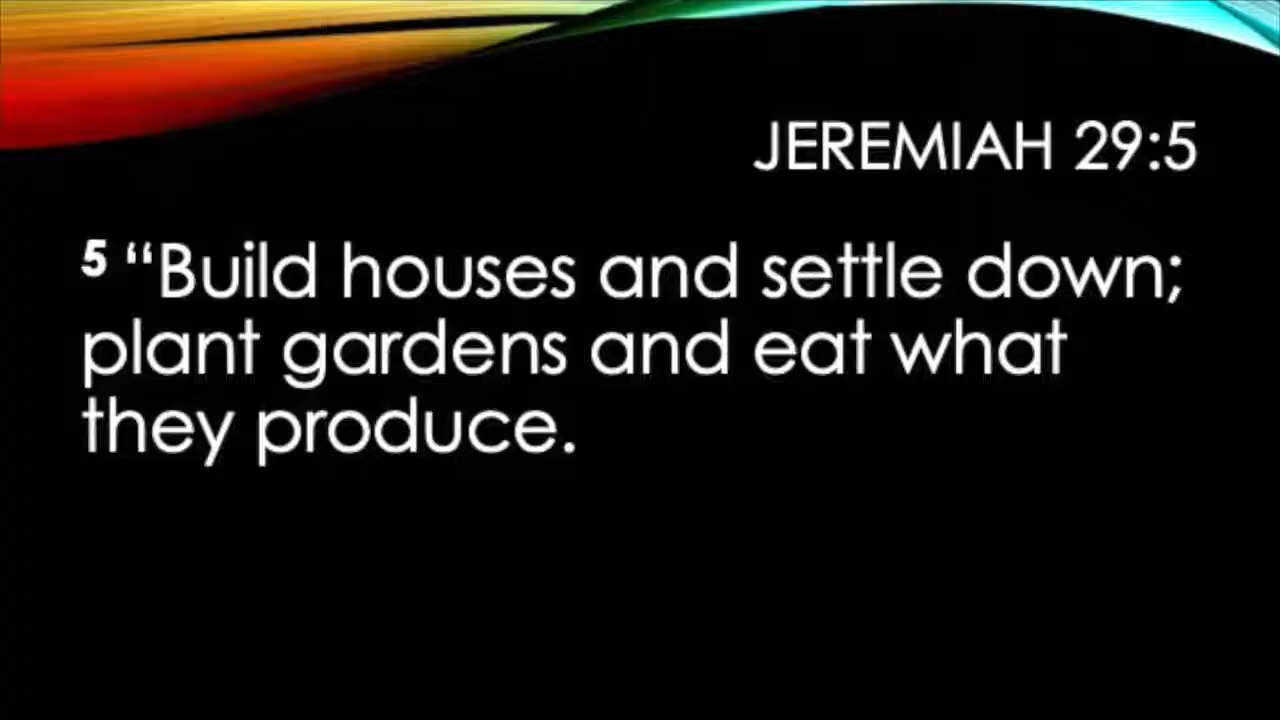 JEREMIAH 29:5
5 “Build houses and settle down;
plant gardens and eat what
they produce.